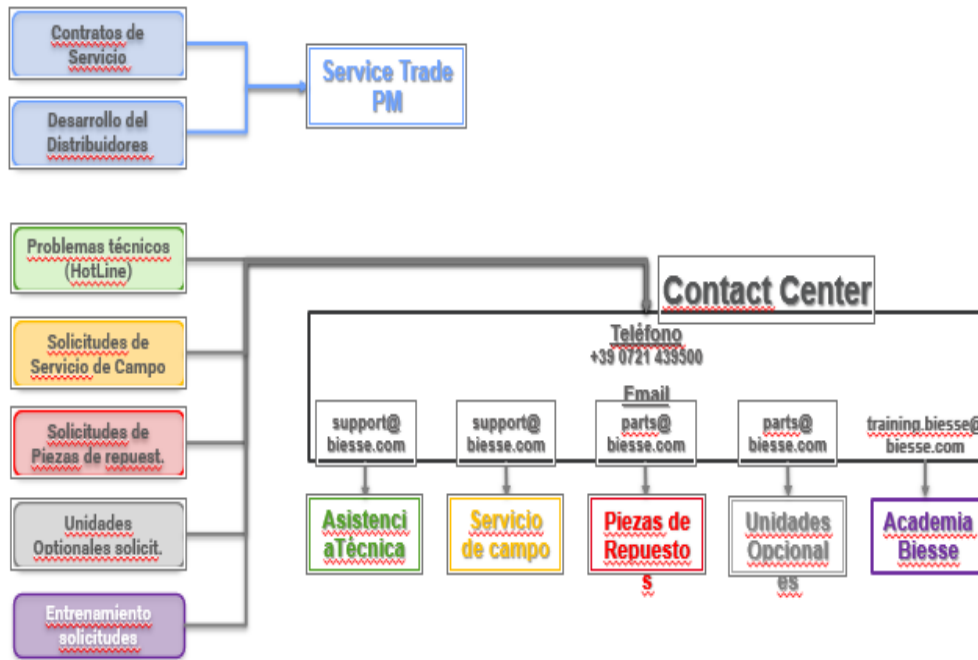 Contratos de
Servicio
Service Trade
PM
Desarrollo del
Distribuidores
Problemas técnicos
(HotLine)
Solicitudes de
Servicio de Campo
Solicitudes de
Piezas de repuest.
Unidades
Optionales solicit.
Entrenamiento
solicitudes
Contact Center
Teléfono
+39 0721 439500
Email
support@
biesse.com
support@
biesse.com
parts@
biesse.com
parts@
biesse.com
training.biesse@
biesse.com
Asistenci
aTècnica
Servicio
de campo
Piezas de
Repuesto
s
Unidades
Opcional
es
Academia
Biesse